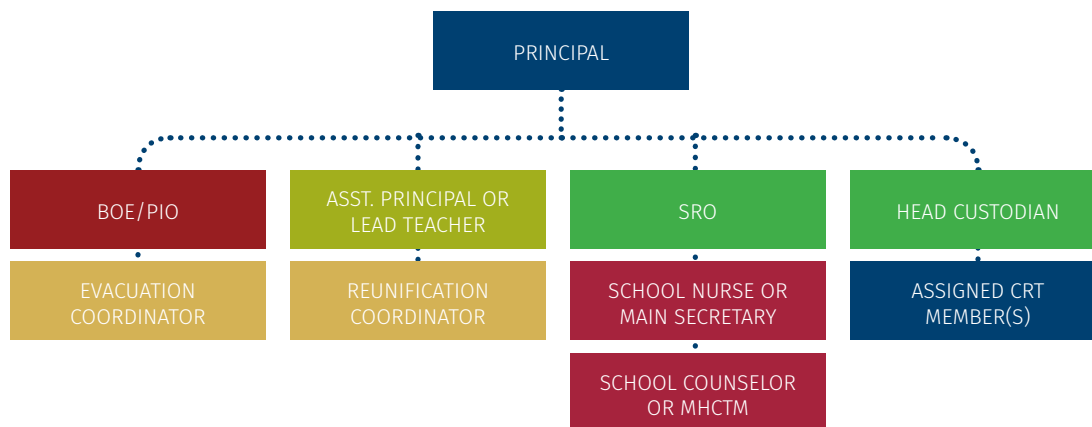 PRINCIPAL
BOE/PIO
ASST. PRINCIPAL OR
LEAD TEACHER
SRO
HEAD CUSTODIAN
EVACUATION
COORDINATOR
REUNIFICATION
COORDINATOR
SCHOOL NURSE OR
MAIN SECRETARY
ASSIGNED CRT
MEMBER(S)
SCHOOL COUNSELOR
OR MHCTM